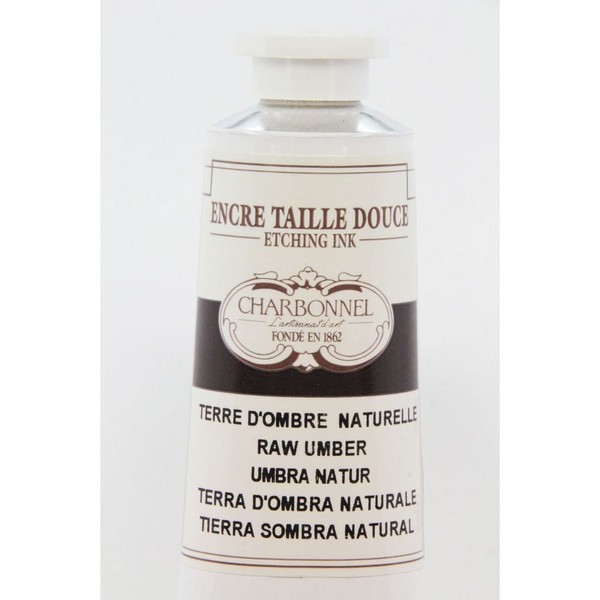 ENCRE TAILLE DOUCE
ETCHING INK
CHARBONNEL
L'artisanat d'art
FONDÉ EN 1862
TERRE D'OMBRE NATURELLE
RAW UMBER
UMBRA NATUR
TERRA D'OMBRA NATURALE
TIERRA SOMBRA NATURAL